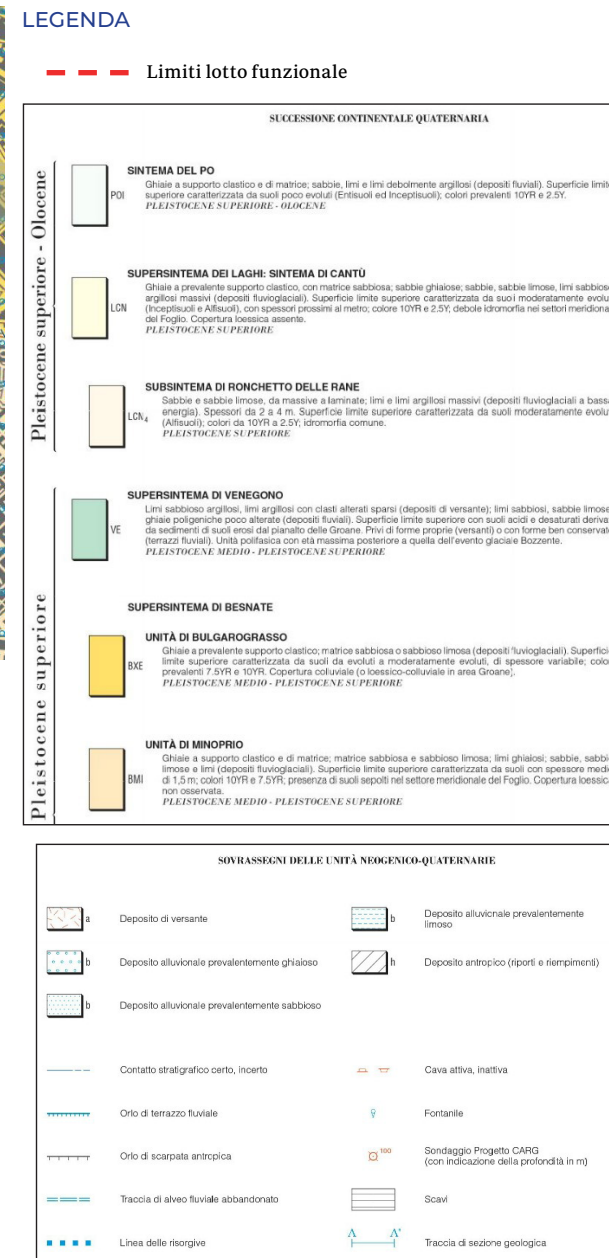 LEGENDA
Limiti lotto funzionale
SUCCESSIONE CONTINENTALE QUATERNARIA
Pleistocene superiore - Olocene
SINTEMA DEL PO
POI
Ghiaie a supporto clastico e di matrice; sabbie, limi e limi debolmente argillosi (depositi fluviali). Superficie limite
superiore caratterizzata da suoli poco evoluti (Entisuoli ed Inceptisuoli); colori prevalenti 10YR e 2.5Y.
PLEISTOCENE SUPERIORE - OLOCENE
SUPERSINTEMA DEI LAGHI: SINTEMA DI CANTÙ
LCN
Ghiaie a prevalente supporto clastico, con matrice sabbiosa; sabbie ghiaiose; sabbie, sabbie limose, limi sabbiose
argillosi massivi (depositi fluvioglaciali). Superficie limite superiore caratterizzata da suoi moderatamente evolu
(Inceptisuoli e Alfisuoli), con spessori prossimi al metro; colore 10YR e 2.5Y; debole idromorfia nei settori meridiona
del Foglio. Copertura loessica assente.
PLEISTOCENE SUPERIORE
SUBSINTEMA DI RONCHETTO DELLE RANE
LCN4
Sabbie e sabbie limose, da massive a laminate; limi e limi argillosi massivi (depositi fluvioglaciali a bassa
energia). Spessori da 2 a 4 m. Superficie limite superiore caratterizzata da suoli moderatamente evolut
(Alfisuoli); colori da 10YR a 2.5Y; idromorfia comune.
PLEISTOCENE SUPERIORE
Pleistocene superiore
SUPERSINTEMA DI VENEGONO
VE
Limi sabbioso argillosi, limi argillosi con clasti alterati sparsi (depositi di versante); limi sabbiosi, sabbie limose
ghiaie poligeniche poco alterate (depositi fluviali). Superficie limite superiore con suoli acidi e desaturati deriva
da sedimenti di suoli erosi dal pianalto delle Groane. Privi di forme proprie (versanti) o con forme ben conservate
(terrazzi fluviali). Unità polifasica con età massima posteriore a quella dell'evento glaciale Bozzente.
PLEISTOCENE MEDIO - PLEISTOCENE SUPERIORE
SUPERSINTEMA DI BESNATE
UNITÀ DI BULGAROGRASSO
BXE
Ghiaie a prevalente supporto clastico; matrice sabbiosa o sabbioso limosa (depositi fluvioglaciali). Superficie
limite superiore caratterizzata da suoli da evoluti a moderatamente evoluti, di spessore variabile; color
prevalenti 7.5YR e 10YR. Copertura colluviale (o loessico-colluviale in area Groane).
PLEISTOCENE MEDIO - PLEISTOCENE SUPERIORE
UNITÀ DI MINOPRIO
BMI
Ghiaie a supporto clastico e di matrice; matrice sabbiosa e sabbioso limosa; limi ghiaiosi; sabbie, sabbie
limose e limi (depositi fluvioglaciali). Superficie limite superiore caratterizzata da suoli con spessore medio
di 1,5 m; colori 10YR e 7.5YR; presenza di suoli sepolti nel settore meridionale del Foglio. Copertura loessica
non osservata.
PLEISTOCENE MEDIO - PLEISTOCENE SUPERIORE
SOVRASSEGNI DELLE UNITÀ NEOGENICO-QUATERNARIE
a Deposito di versante
b Deposito alluvionale prevalentemente
limoso
b Deposito alluvionale prevalentemente ghiaioso
h Deposito antropico (riporti e riempimenti)
b Deposito alluvionale prevalentemente sabbioso
Contatto stratigrafico certo, incerto
Cava attiva, inattiva
Orlo di terrazzo fluviale
Fontanile
Orlo di scarpata antropica
160 Sondaggio Progetto CARG
(con indicazione della profondità in m)
Traccia di alveo fluviale abbandonato
Scavi
Linea delle risorgive
A A' Traccia di sezione geologica